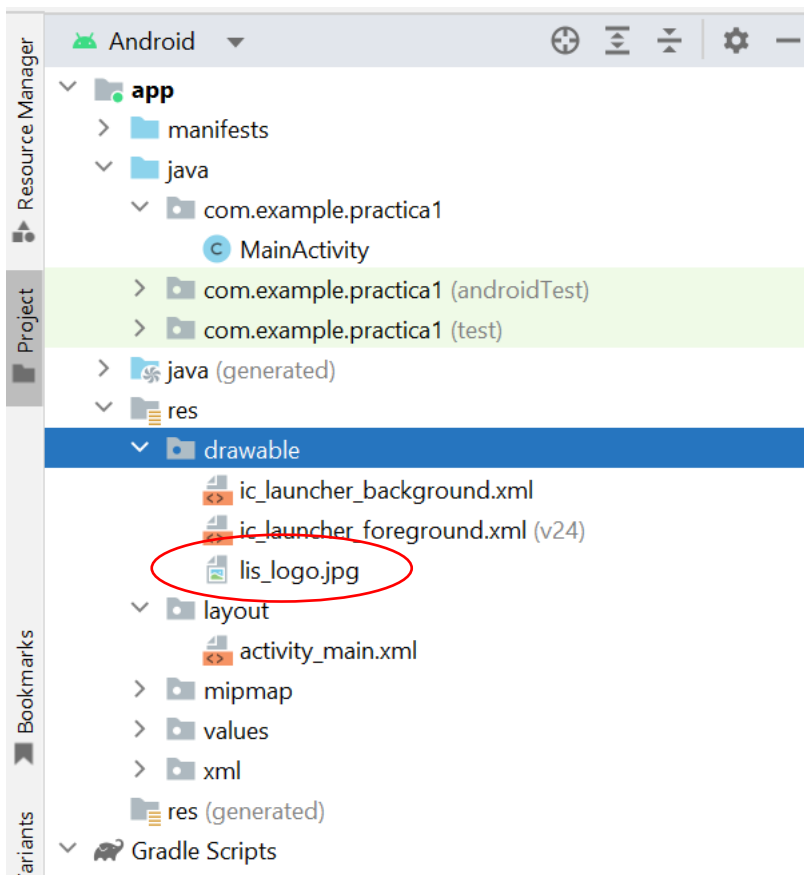 Android
app
manifests
java
com.example.practica1
C MainActivity
com.example.practica1 (androidTest)
com.example.practica1 (test)
java (generated)
res
drawable
ic_launcher_background.xml
ic_launcher_foreground.xml (v24)
lis_logo.jpg
layout
activity_main.xml
mipmap
values
xml
res (generated)
Gradle Scripts
Resource Manager
Project
Bookmarks
ariants